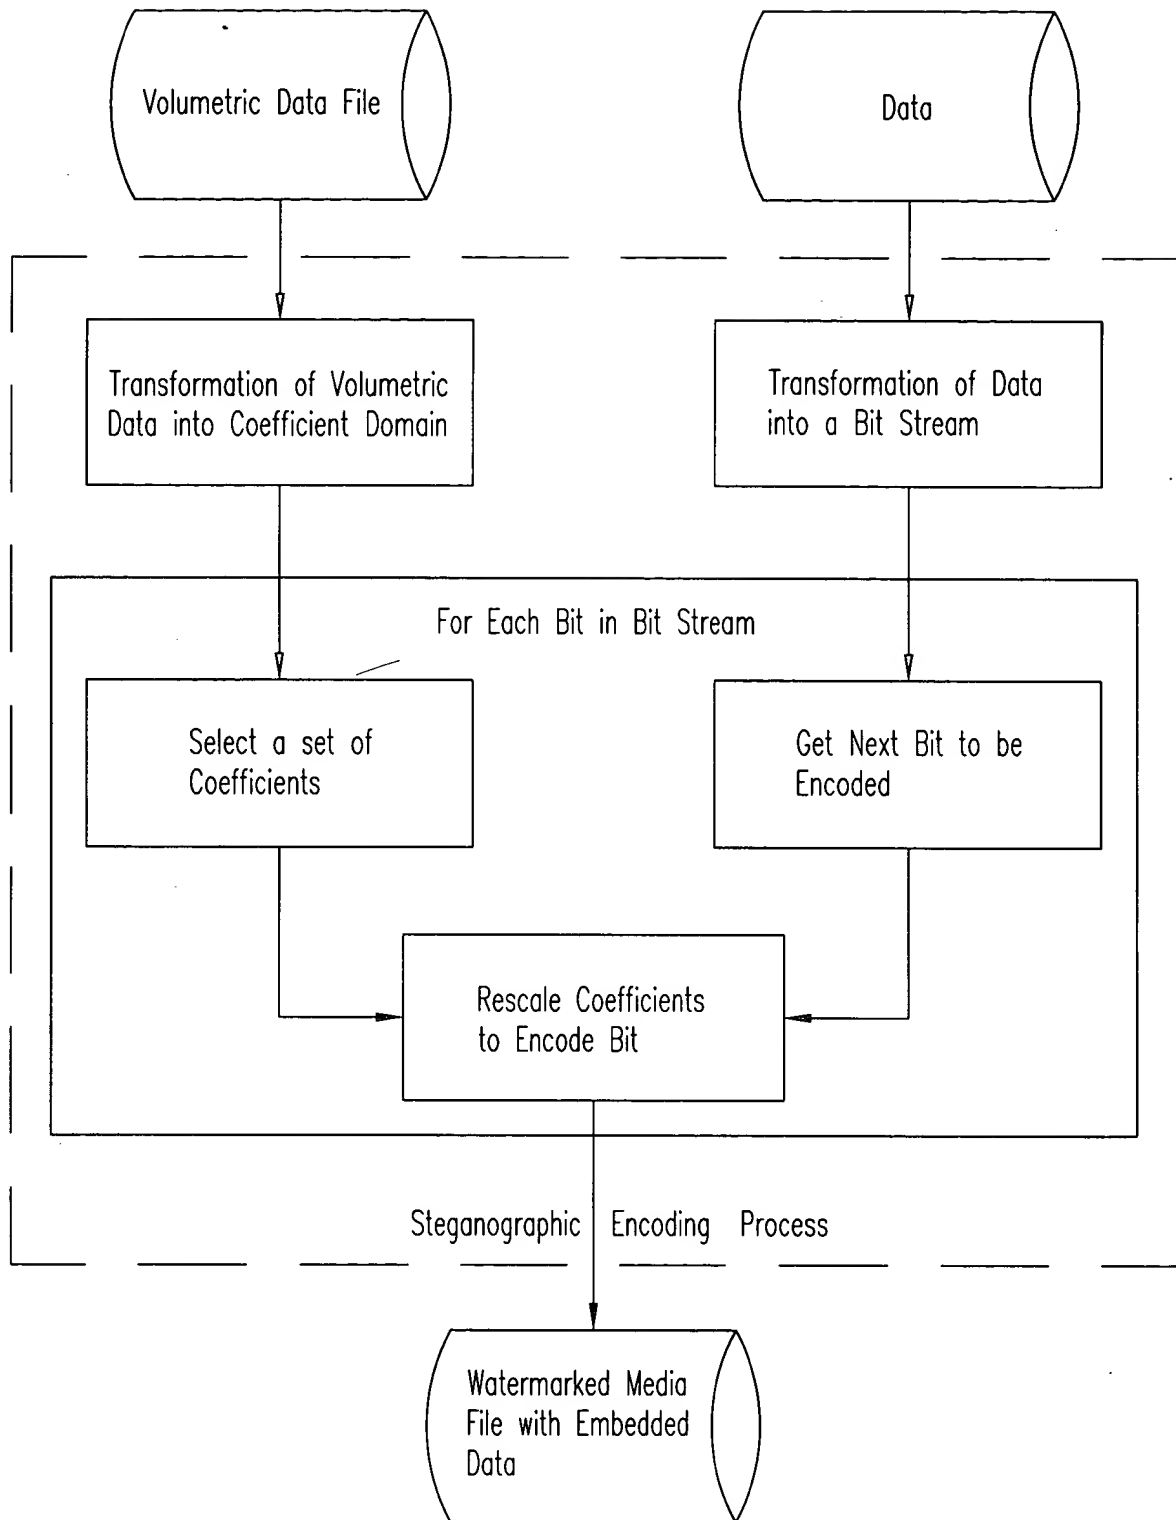 Volumetric Data File
Data
Transformation of Volumetric
Data into Coefficient Domain
Transformation of Data
into a Bit Stream
For Each Bit in Bit Stream
Select a set of
Coefficients
Get Next Bit to be
Encoded
Rescale Coefficients
to Encode Bit
Steganographic Encoding Process
Watermarked Media
File with Embedded
Data